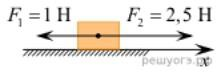 F₁ = 1 Н F₂ = 2,5 Н
x
решуогэ.рф